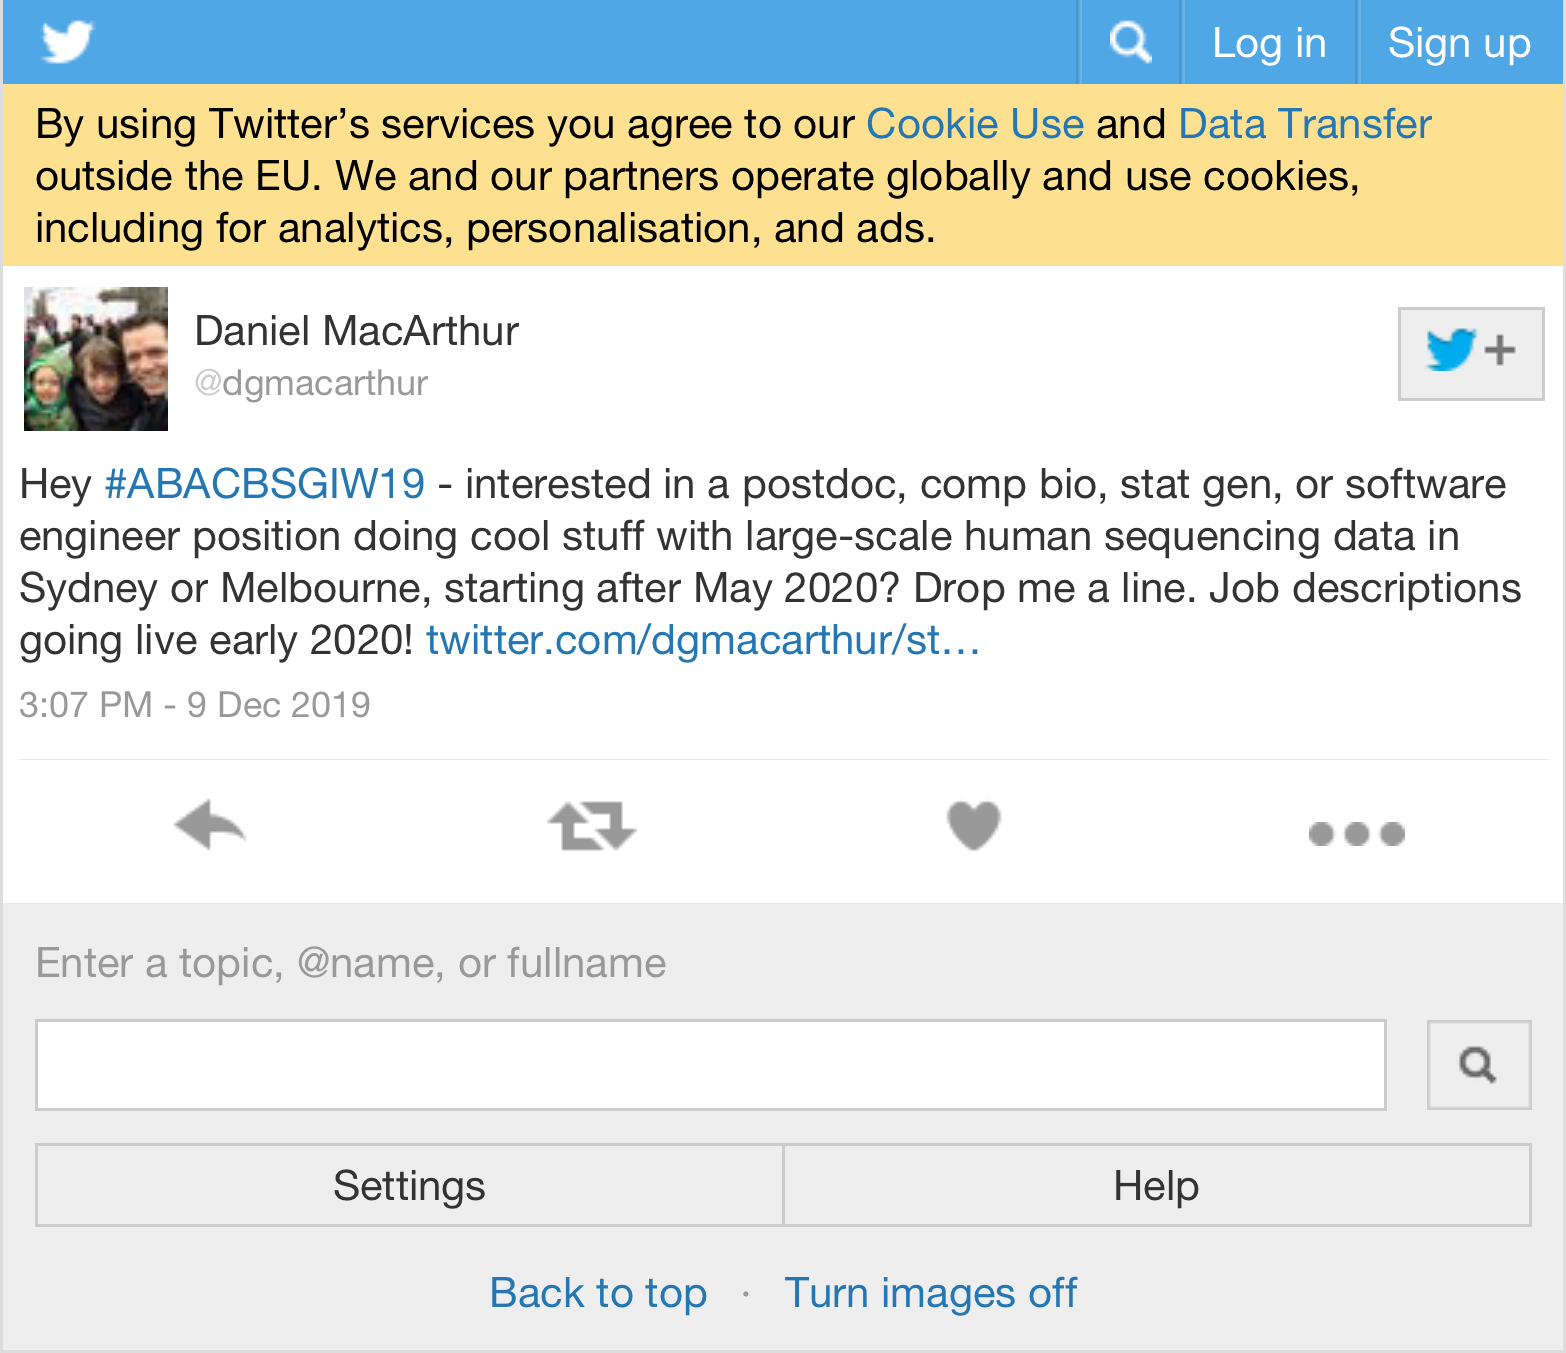 Log in
Sign up
By using Twitter’s services you agree to our Cookie Use and Data Transfer
outside the EU. We and our partners operate globally and use cookies,
including for analytics, personalisation, and ads.
Daniel MacArthur
@dgmacarthur
+
Hey #ABACBSGIW19 - interested in a postdoc, comp bio, stat gen, or software
engineer position doing cool stuff with large-scale human sequencing data in
Sydney or Melbourne, starting after May 2020? Drop me a line. Job descriptions
going live early 2020! twitter.com/dgmacarthur/st…
3:07 PM - 9 Dec 2019
Enter a topic, @name, or fullname
Settings
Help
Back to top · Turn images off